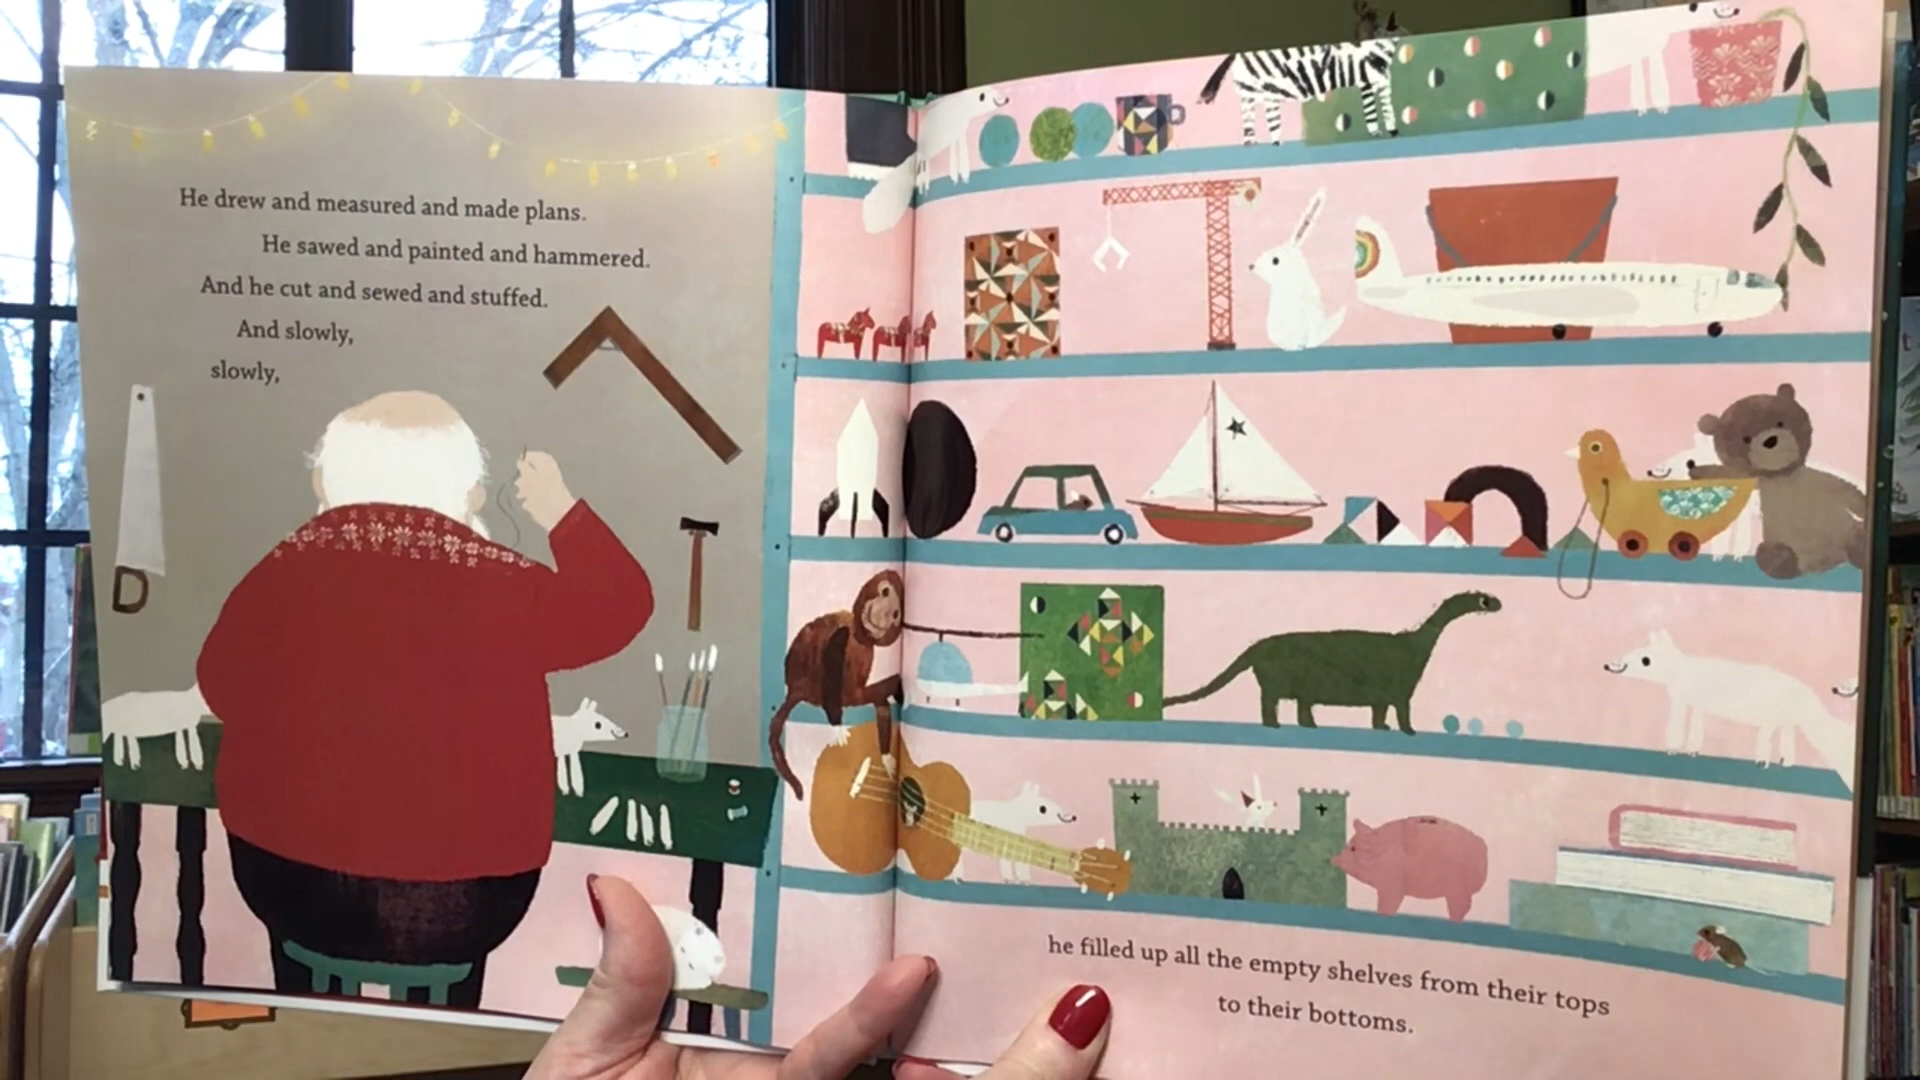 He drew and measured and made plans.
He sawed and painted and hammered.
And he cut and sewed and stuffed.
And slowly,
slowly,
he filled up all the empty shelves from their tops
to their bottoms.